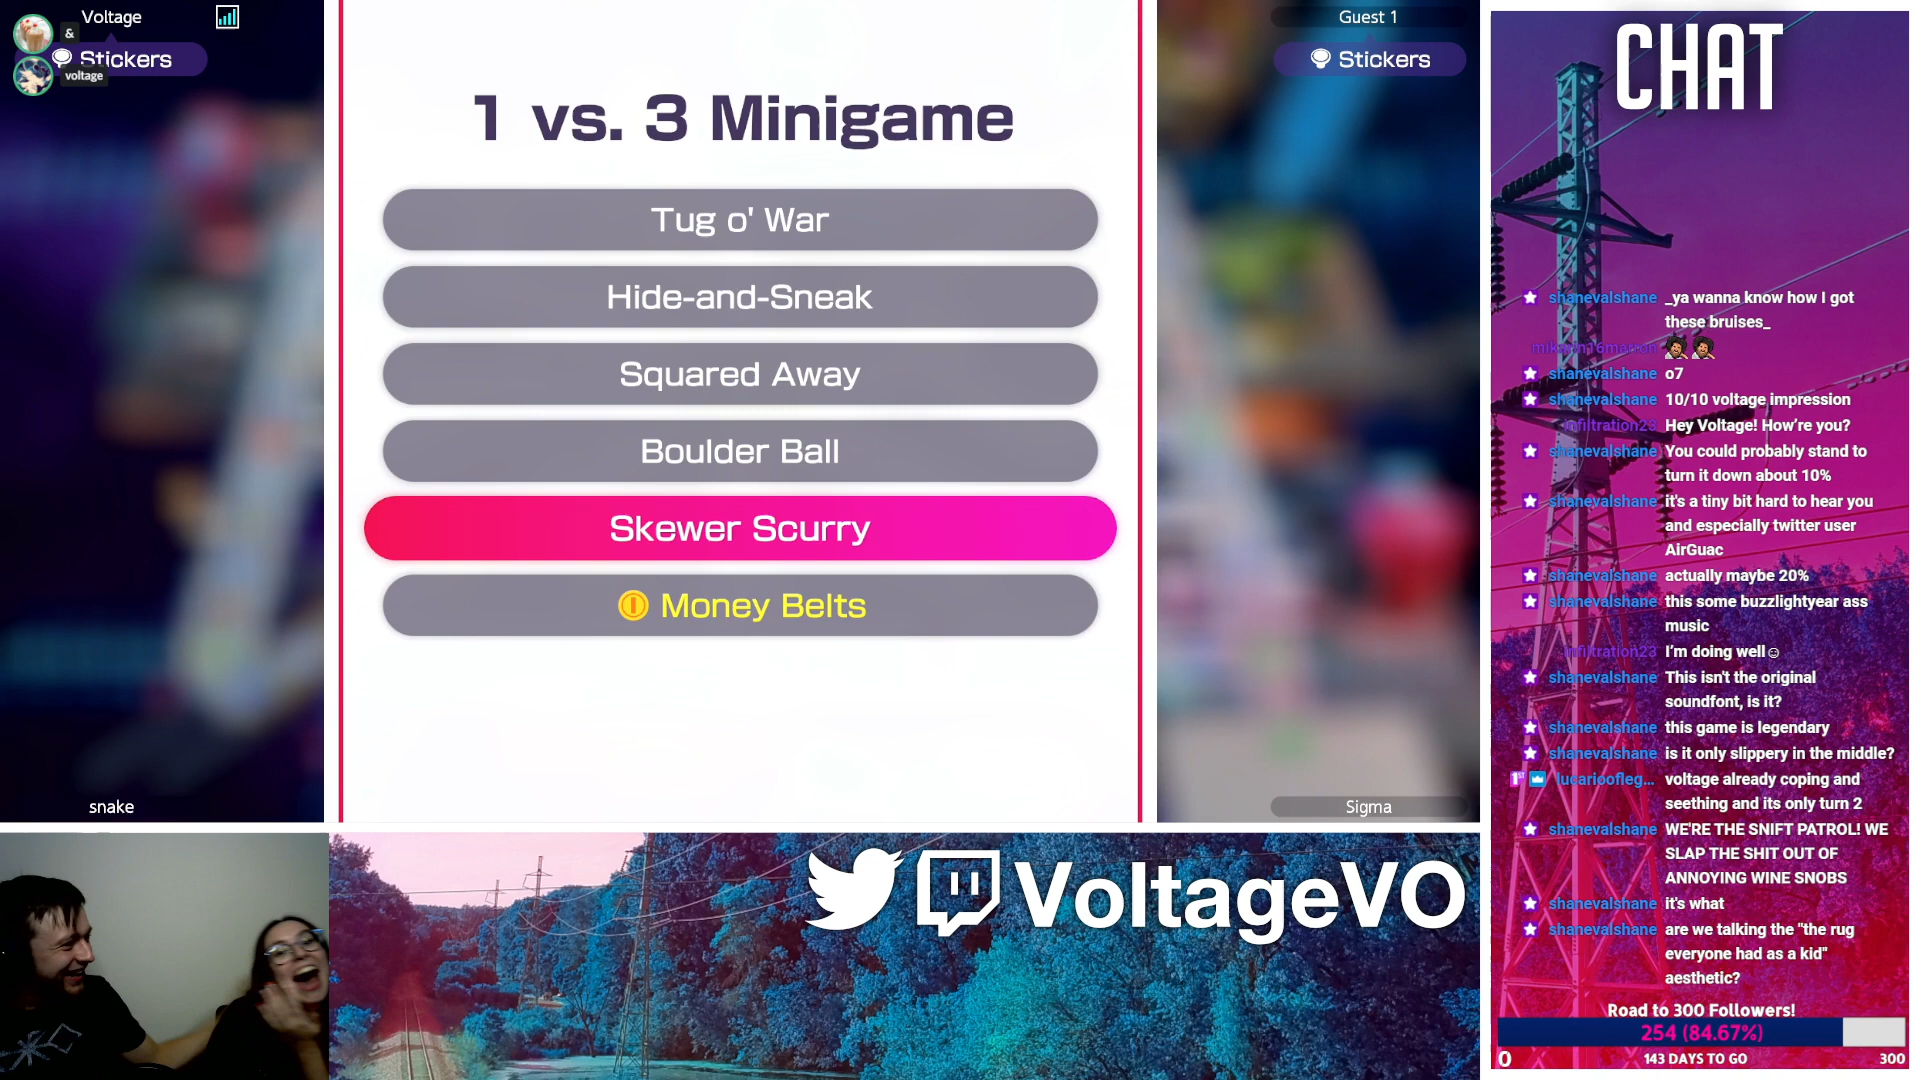 Voltage
&
Stickers
voltage
1 vs. 3 Minigame
Tug o' War
Hide-and-Sneak
Squared Away
Boulder Ball
Skewer Scurry
Money Belts
snake
Guest 1
Stickers
Sigma
VoltageVO
CHAT
shanevalshane _ya wanna know how I got
these bruises_
shanevalshane o7
shanevalshane 10/10 voltage impression
infiltration23 Hey Voltage! How're you?
shanevalshane You could probably stand to
turn it down about 10%
shanevalshane it's a tiny bit hard to hear you
and especially twitter user
AirGuac
shanevalshane actually maybe 20%
shanevalshane this some buzzlightyear ass
music
infiltration23 I'm doing well☺
shanevalshane This isn't the original
soundfont, is it?
shanevalshane this game is legendary
shanevalshane is it only slippery in the middle?
1ST lucariofleg... voltage already coping and
seething and its only turn 2
shanevalshane WE'RE THE SNIFT PATROL! WE
SLAP THE SHIT OUT OF
ANNOYING WINE SNOBS
shanevalshane it's what
shanevalshane are we talking the "the rug
everyone had as a kid"
aesthetic?
Road to 300 Followers!
254 (84.67%)
0 143 DAYS TO GO 300